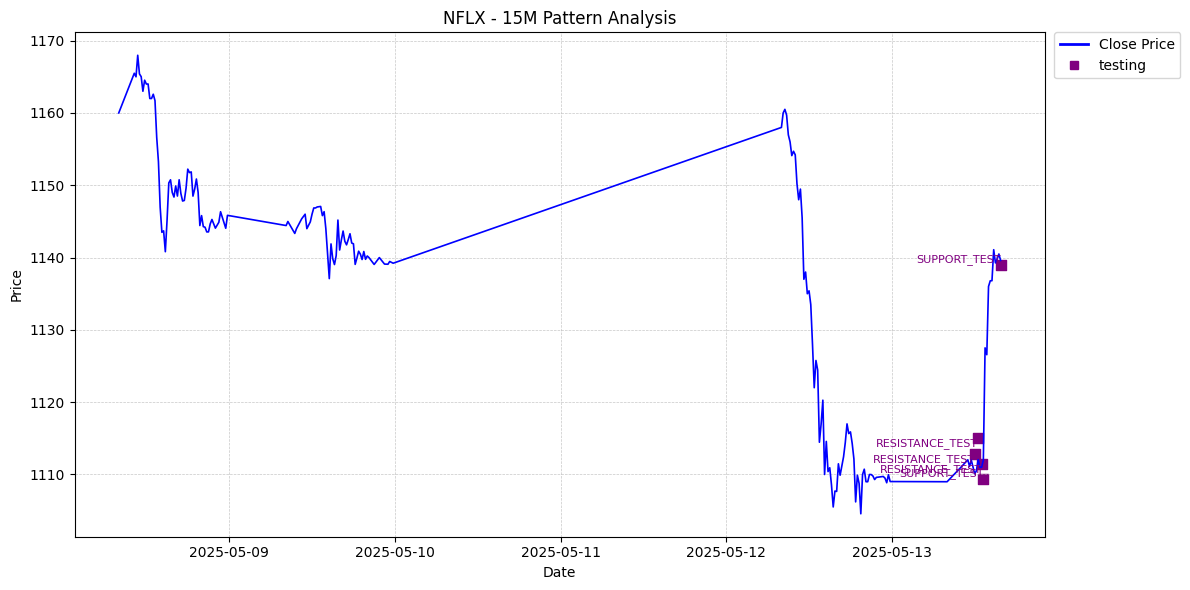 NFLX - 15M Pattern Analysis
Close Price
testing
Price
1170
1160
1150
1140
1130
1120
1110
SUPPORT_TEST
RESISTANCE_TEST
RESISTANCE_TEST
RESISTANCE_TEST
SUPPORT_TEST
2025-05-09
2025-05-10
2025-05-11
2025-05-12
2025-05-13
Date